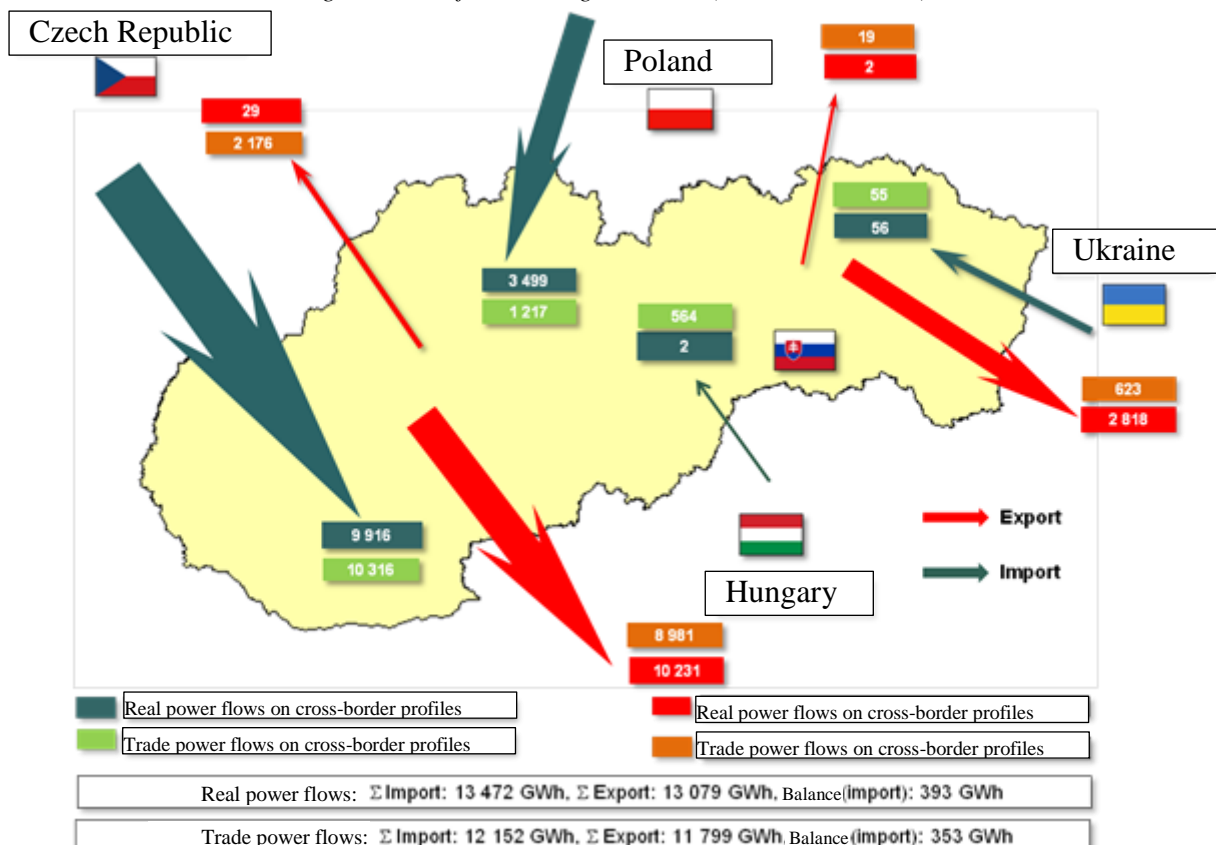 Czech Republic
Poland
19
2
29
2 176
55
56
Ukraine
3 499
1 217
564
2
623
2 818
Export
9 916
10 316
Import
Hungary
8 981
10 231
Real power flows on cross-border profiles
Real power flows on cross-border profiles
Trade power flows on cross-border profiles
Trade power flows on cross-border profiles
Real power flows: Σ Import: 13 472 GWh, Σ Export: 13 079 GWh, Balance(import): 393 GWh
Trade power flows: Σ Import: 12 152 GWh, Σ Export: 11 799 GWh, Balance(import): 353 GWh